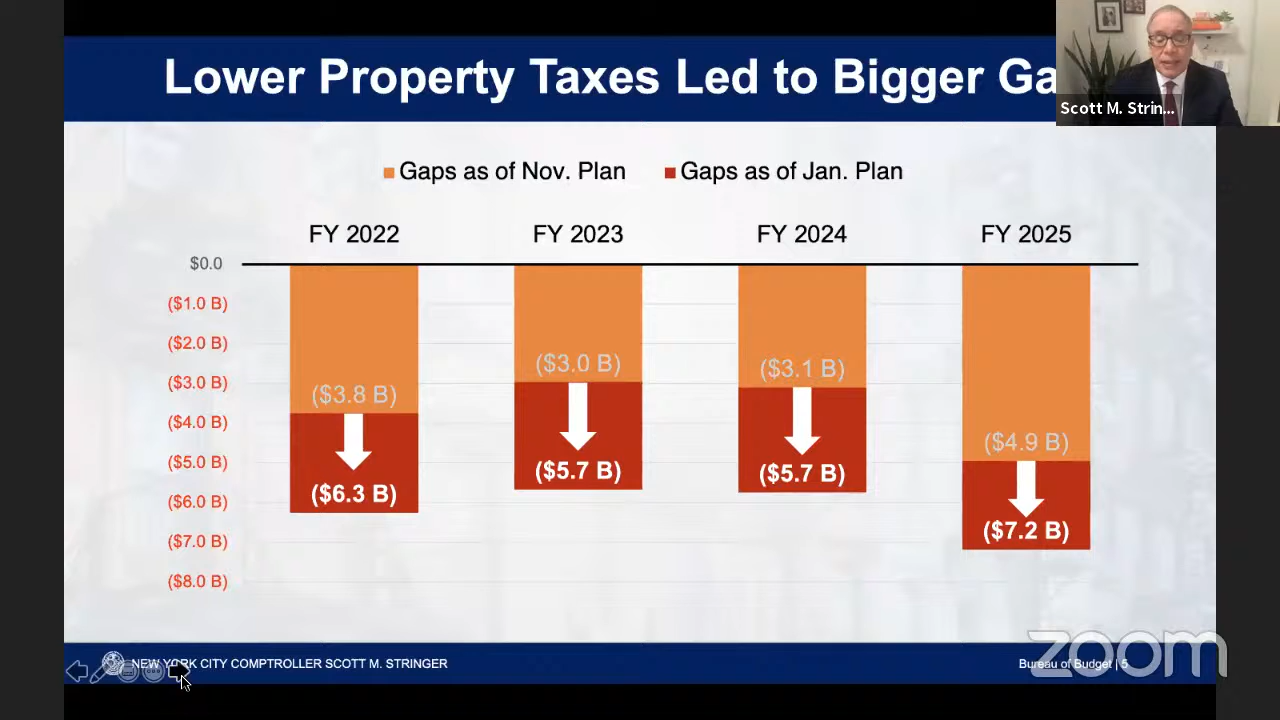 Lower Property Taxes Led to Bigger Ga
Scott M. Strin...
Gaps as of Nov. Plan
Gaps as of Jan. Plan
FY 2022
FY 2023
FY 2024
FY 2025
$0.0
($1.0 B)
($2.0 B)
($3.0 B)
($4.0 B)
($5.0 B)
($6.0 B)
($7.0 B)
($8.0 B)
($3.8 B)
($3.0 B)
($3.1 B)
($4.9 B)
($6.3 B)
($5.7 B)
($5.7 B)
($7.2 B)
NEW YORK CITY COMPTROLLER SCOTT M. STRINGER
Bureau of Budget | 5
zoom